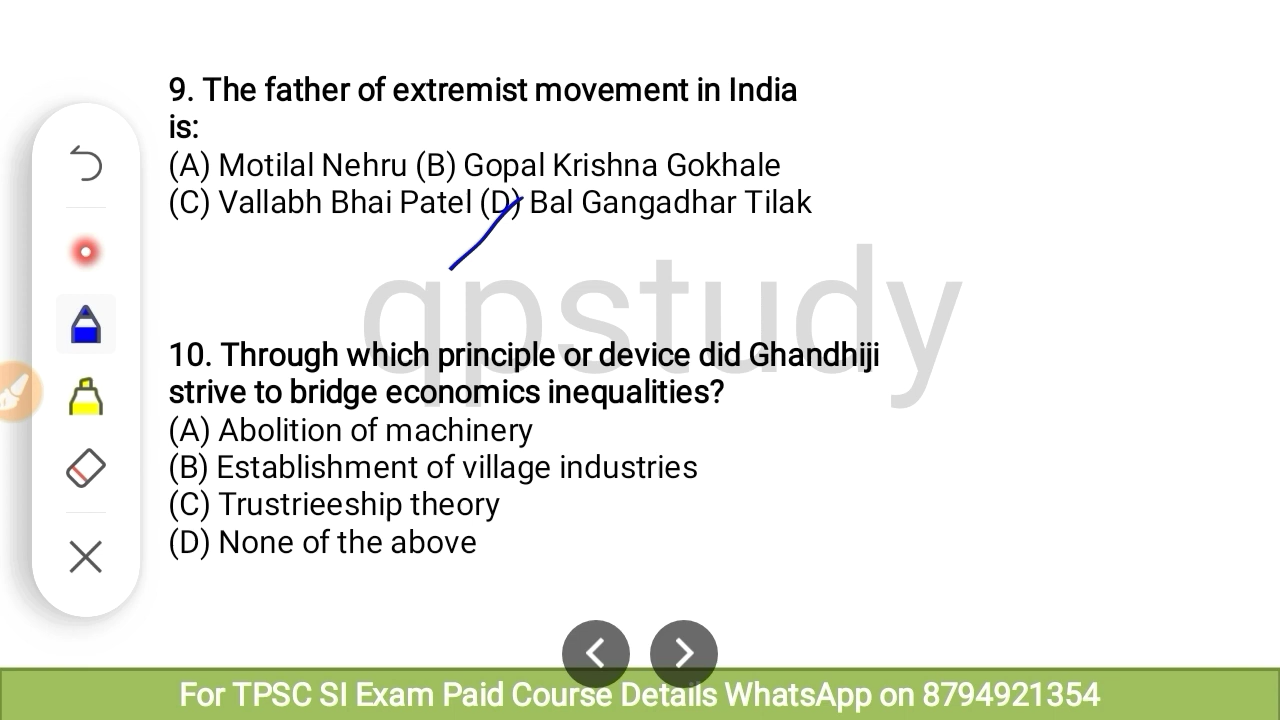 9. The father of extremist movement in India
is:
(A) Motilal Nehru (B) Gopal Krishna Gokhale
(C) Vallabh Bhai Patel (D) Bal Gangadhar Tilak
qpstudy
10. Through which principle or device did Ghandhiji
strive to bridge economics inequalities?
(A) Abolition of machinery
(B) Establishment of village industries
(C) Trustrieeship theory
(D) None of the above
For TPSC SI Exam Paid Course Details WhatsApp on 8794921354